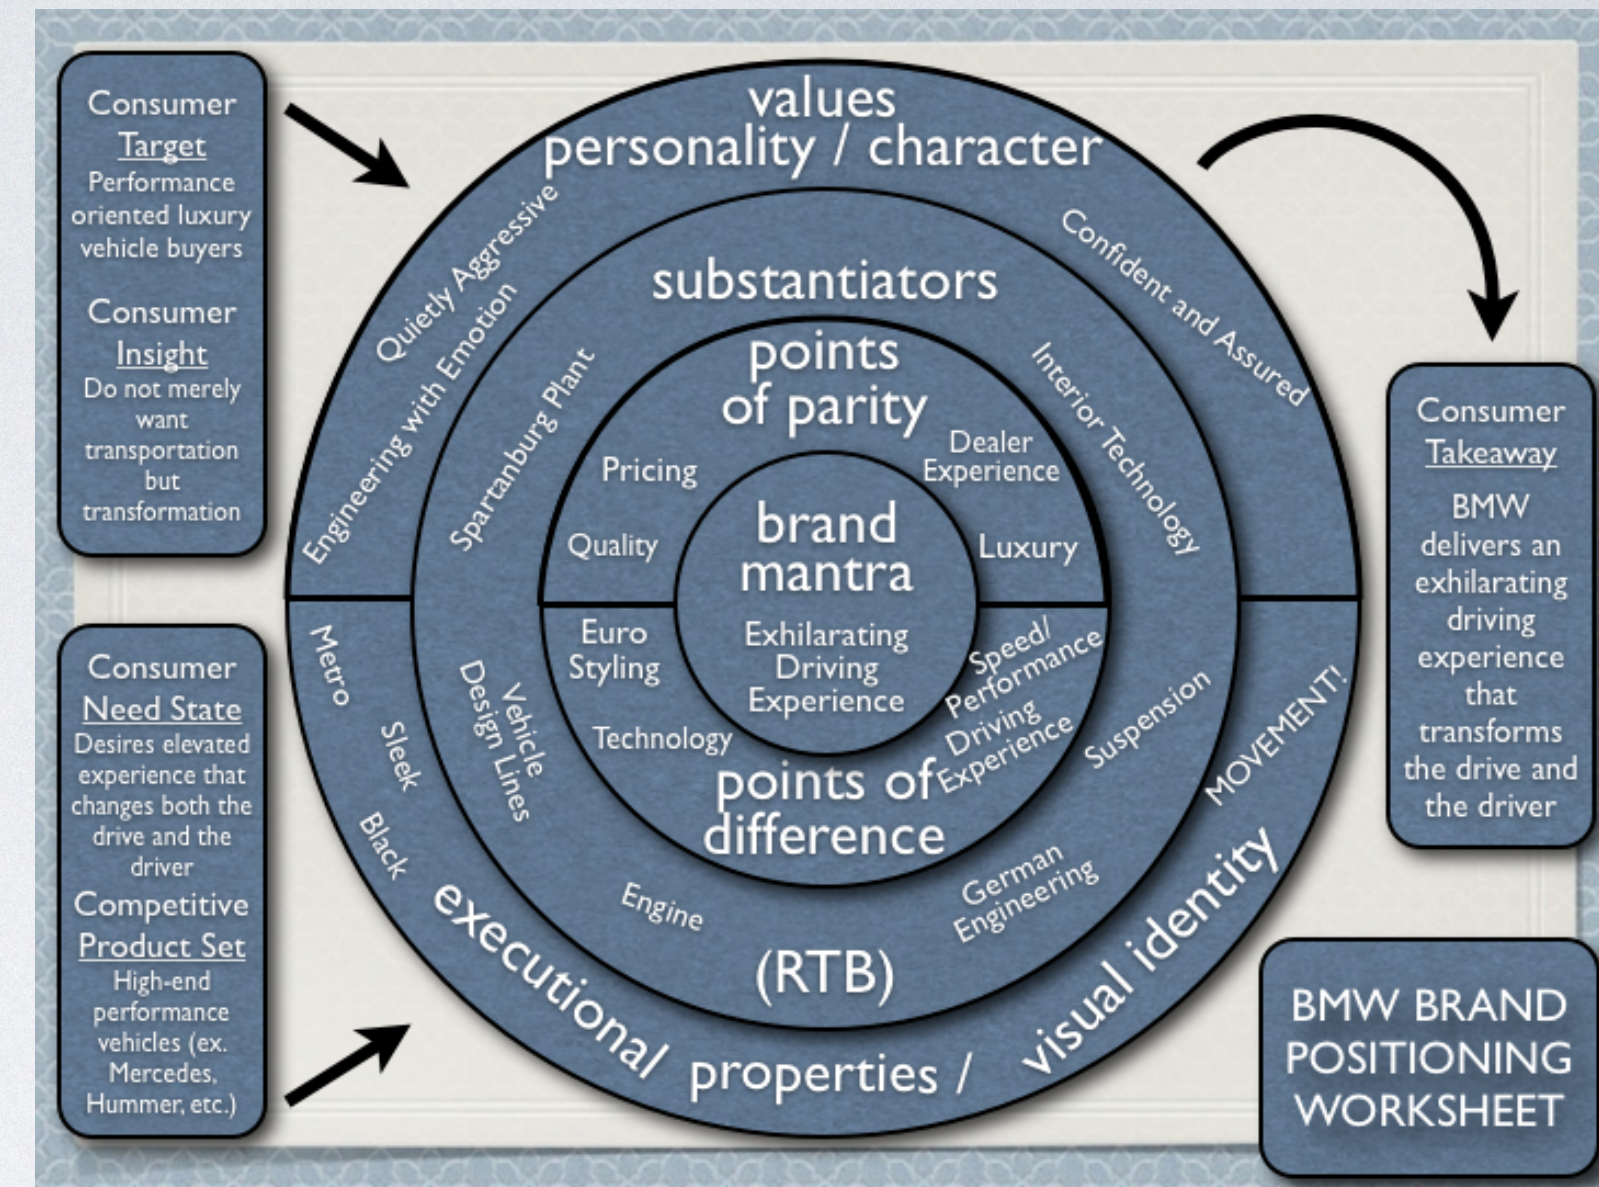 Consumer
Target
Performance
oriented luxury
vehicle buyers
Consumer
Insight
Do not merely
want
transportation
but
transformation
Consumer
Need State
Desires elevated
experience that
changes both the
drive and the
driver
Competitive
Product Set
High-end
performance
vehicles (ex.
Mercedes,
Hummer, etc.)
values
personality / character
Quietly Aggressive
Engineering with Emotion
Confident and Assured
substantiators
Spartanburg Plant
Interior Technology
points
of parity
Pricing
Dealer
Experience
Quality
Luxury
brand
mantra
Exhilarating
Driving
Experience
Euro
Styling
Speed/
Performance
Technology
Driving
Experience
points of
difference
Vehicle
Design Lines
Suspension
Engine
German
Engineering
(RTB)
Metro
Sleek
Black
MOVEMENT!
executional properties / visual identity
Consumer
Takeaway
BMW
delivers an
exhilarating
driving
experience
that
transforms
the drive and
the driver
BMW BRAND
POSITIONING
WORKSHEET